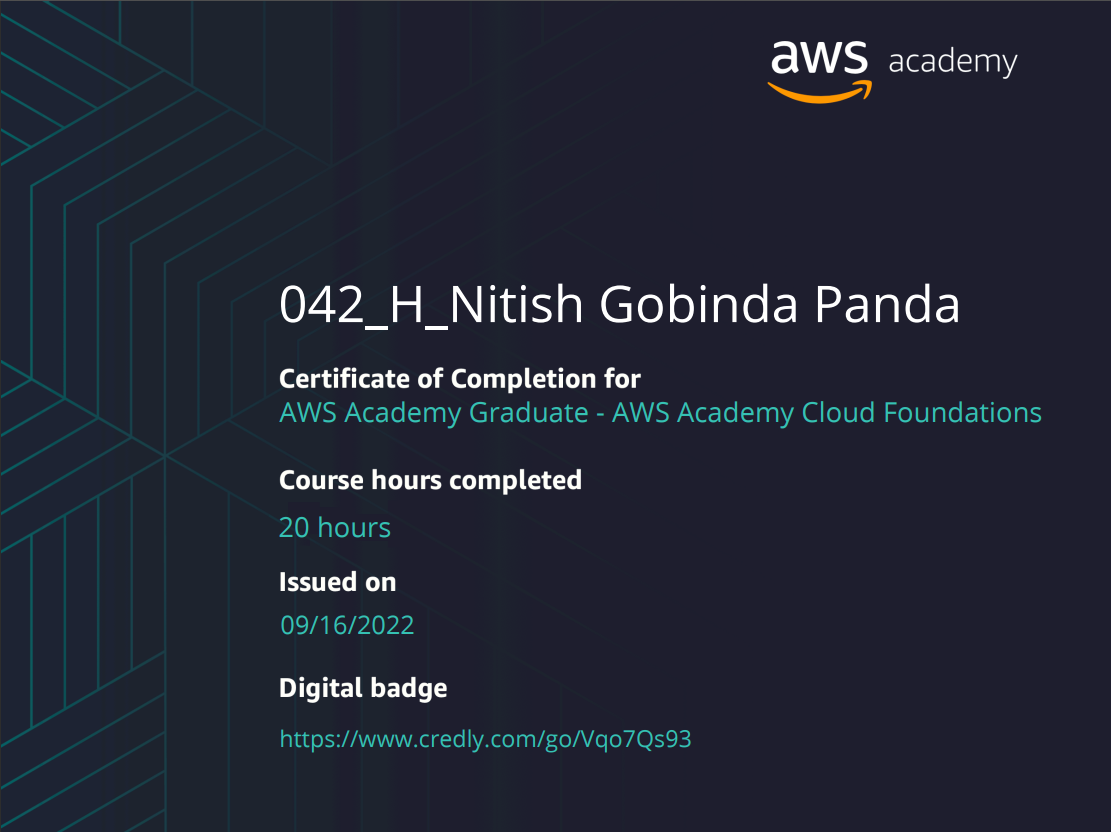 aws academy
042_H_Nitish Gobinda Panda
Certificate of Completion for
AWS Academy Graduate - AWS Academy Cloud Foundations
Course hours completed
20 hours
Issued on
09/16/2022
Digital badge
https://www.credly.com/go/Vqo7Qs93